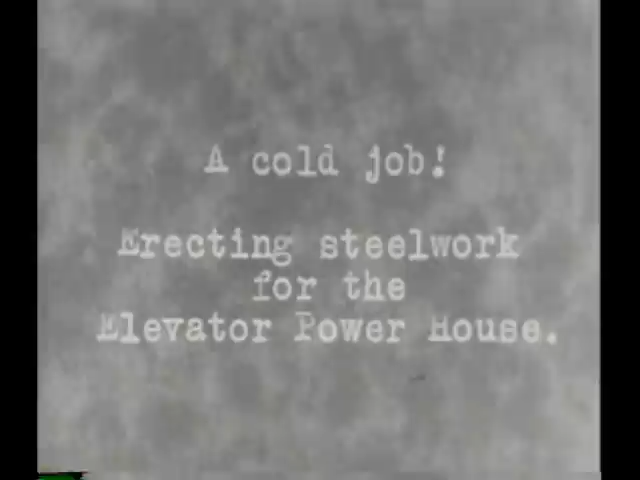 A cold job!
Erecting steelwork
for the
Elevator Power House.